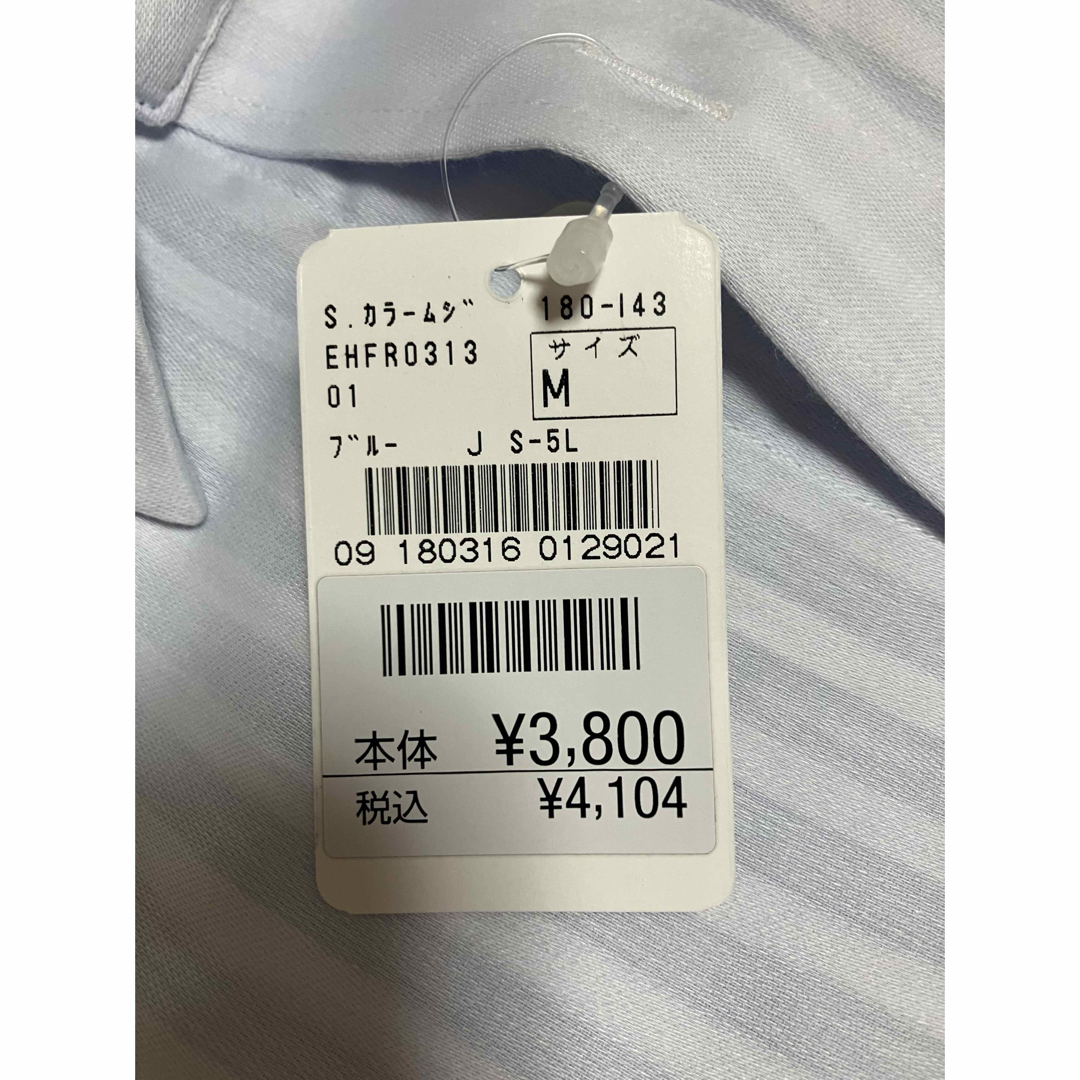 S.ｶﾗｰﾑｼﾞ 180-I43
EHFR0313 サイズ
01 M
ﾌﾞﾙｰ J S-5L
09 180316 0129021
本体 ¥3,800
税込 ¥4,104